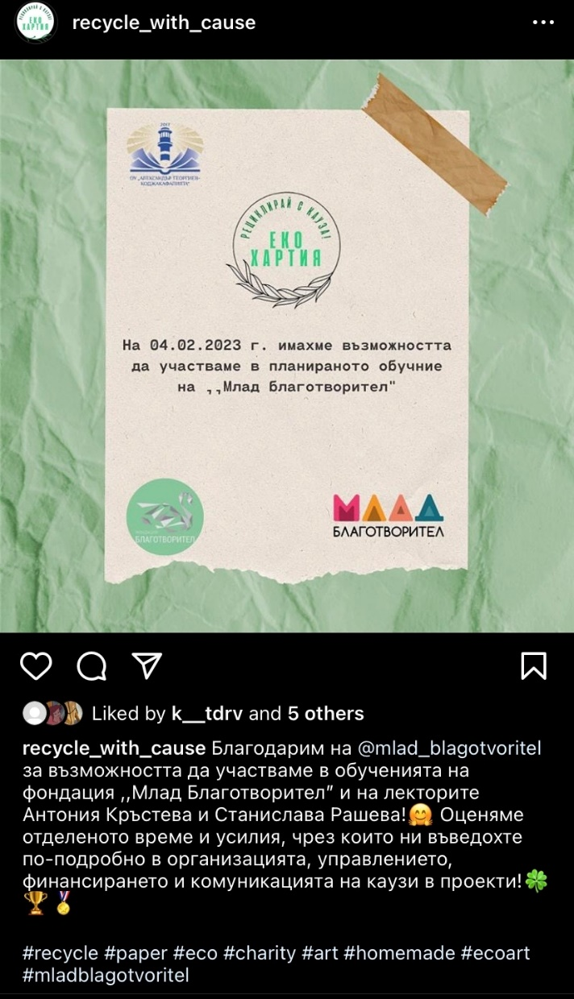 recycle_with_cause
2017
ОУ „АЛЕКСАНДЪР ГЕОРГИЕВ-
КОДЖАКАФАЛИЯТА“
РЕЦИКЛИРАЙ С КАУЗА!
ЕКО
ХАРТИЯ
На 04.02.2023 г. имахме възможността
да участваме в планираното обучние
на ,,Млад благотворител"
БЛАГОТВОРИТЕЛ
МЛАД
БЛАГОТВОРИТЕЛ
Liked by k__tdrv and 5 others
recycle_with_cause Благодарим на @mlad_blagotvoritel
за възможността да участваме в обученията на
фондация ,,Млад Благотворител” и на лекторите
Антония Кръстева и Станислава Рашева!🤗 Оценяме
отделеното време и усилия, чрез които ни въведохте
по-подробно в организацията, управлението,
финансирането и комуникацията на каузи в проекти!🍀
🏆🏅
#recycle #paper #eco #charity #art #homemade #ecoart
#mladblagotvoritel